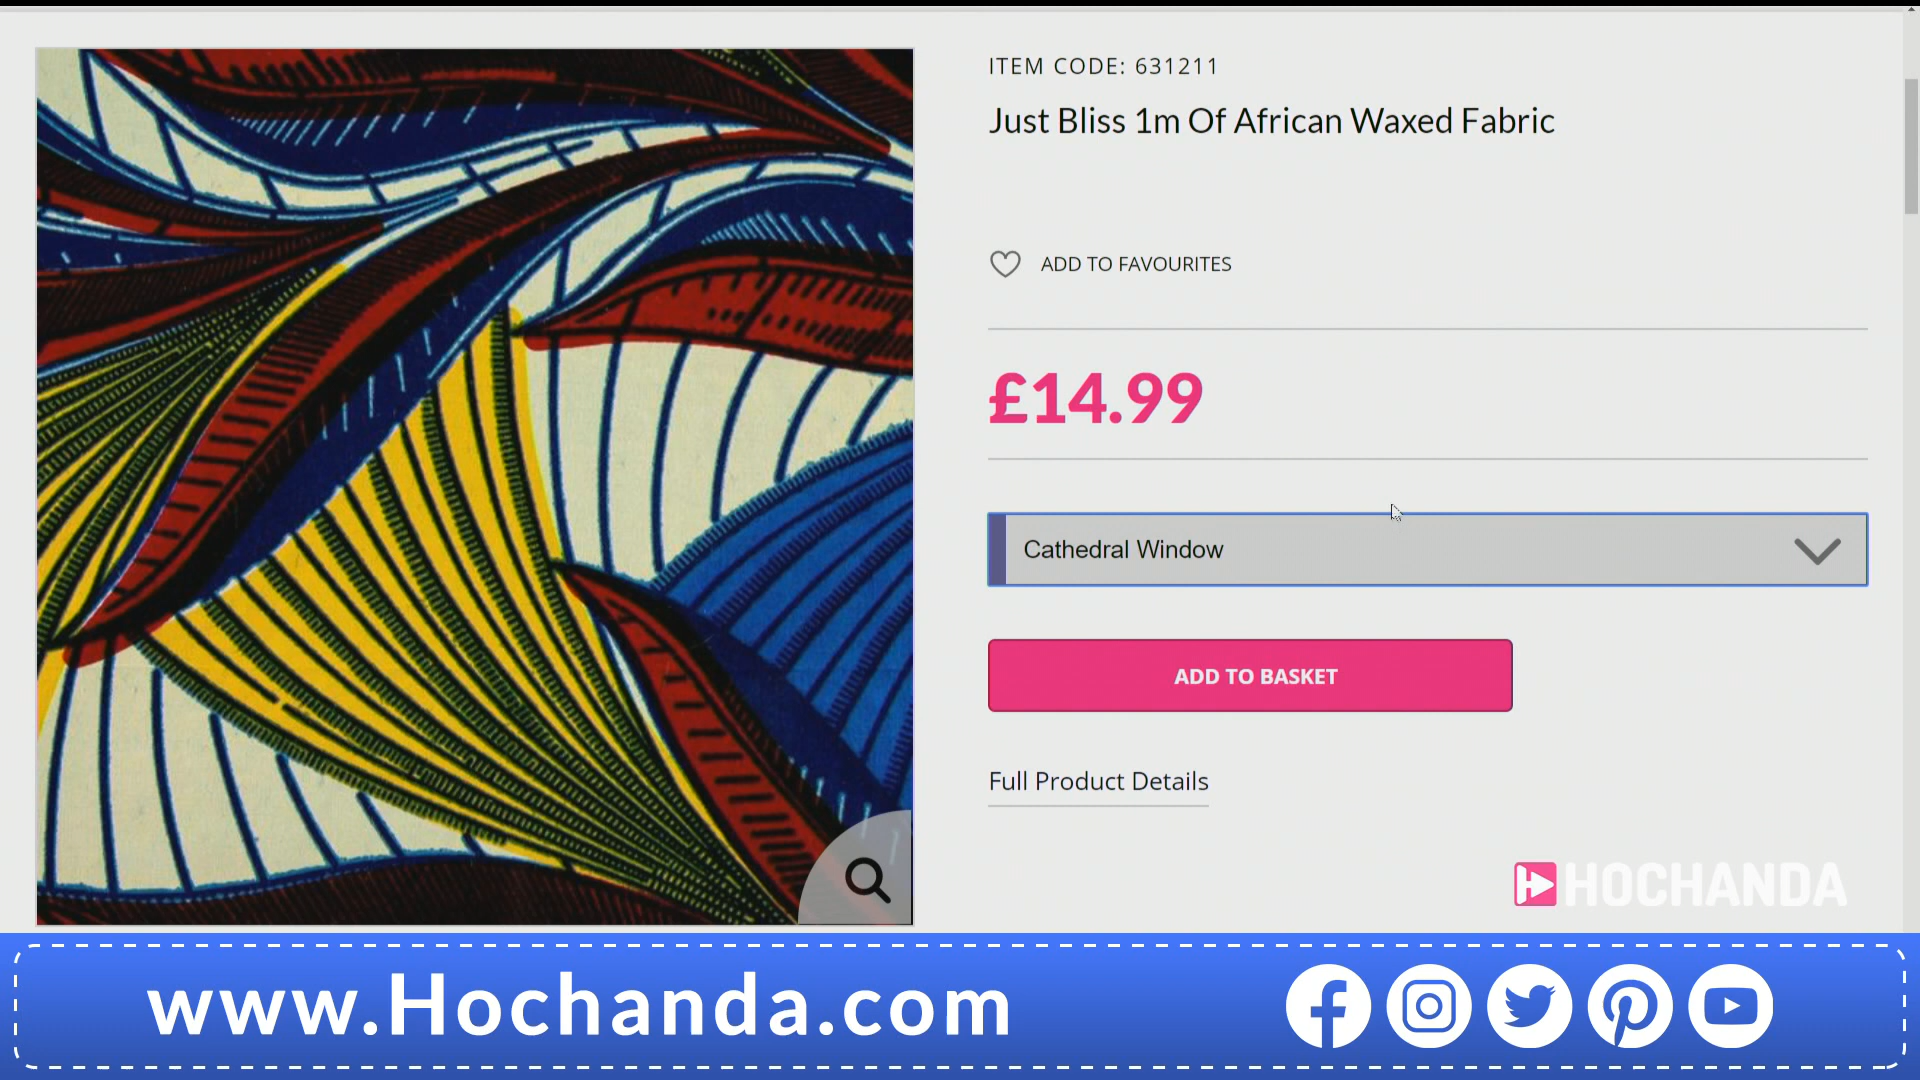 ITEM CODE: 631211
Just Bliss 1m Of African Waxed Fabric
ADD TO FAVOURITES
£14.99
Cathedral Window
ADD TO BASKET
Full Product Details
HOCHANDA
www.Hochanda.com